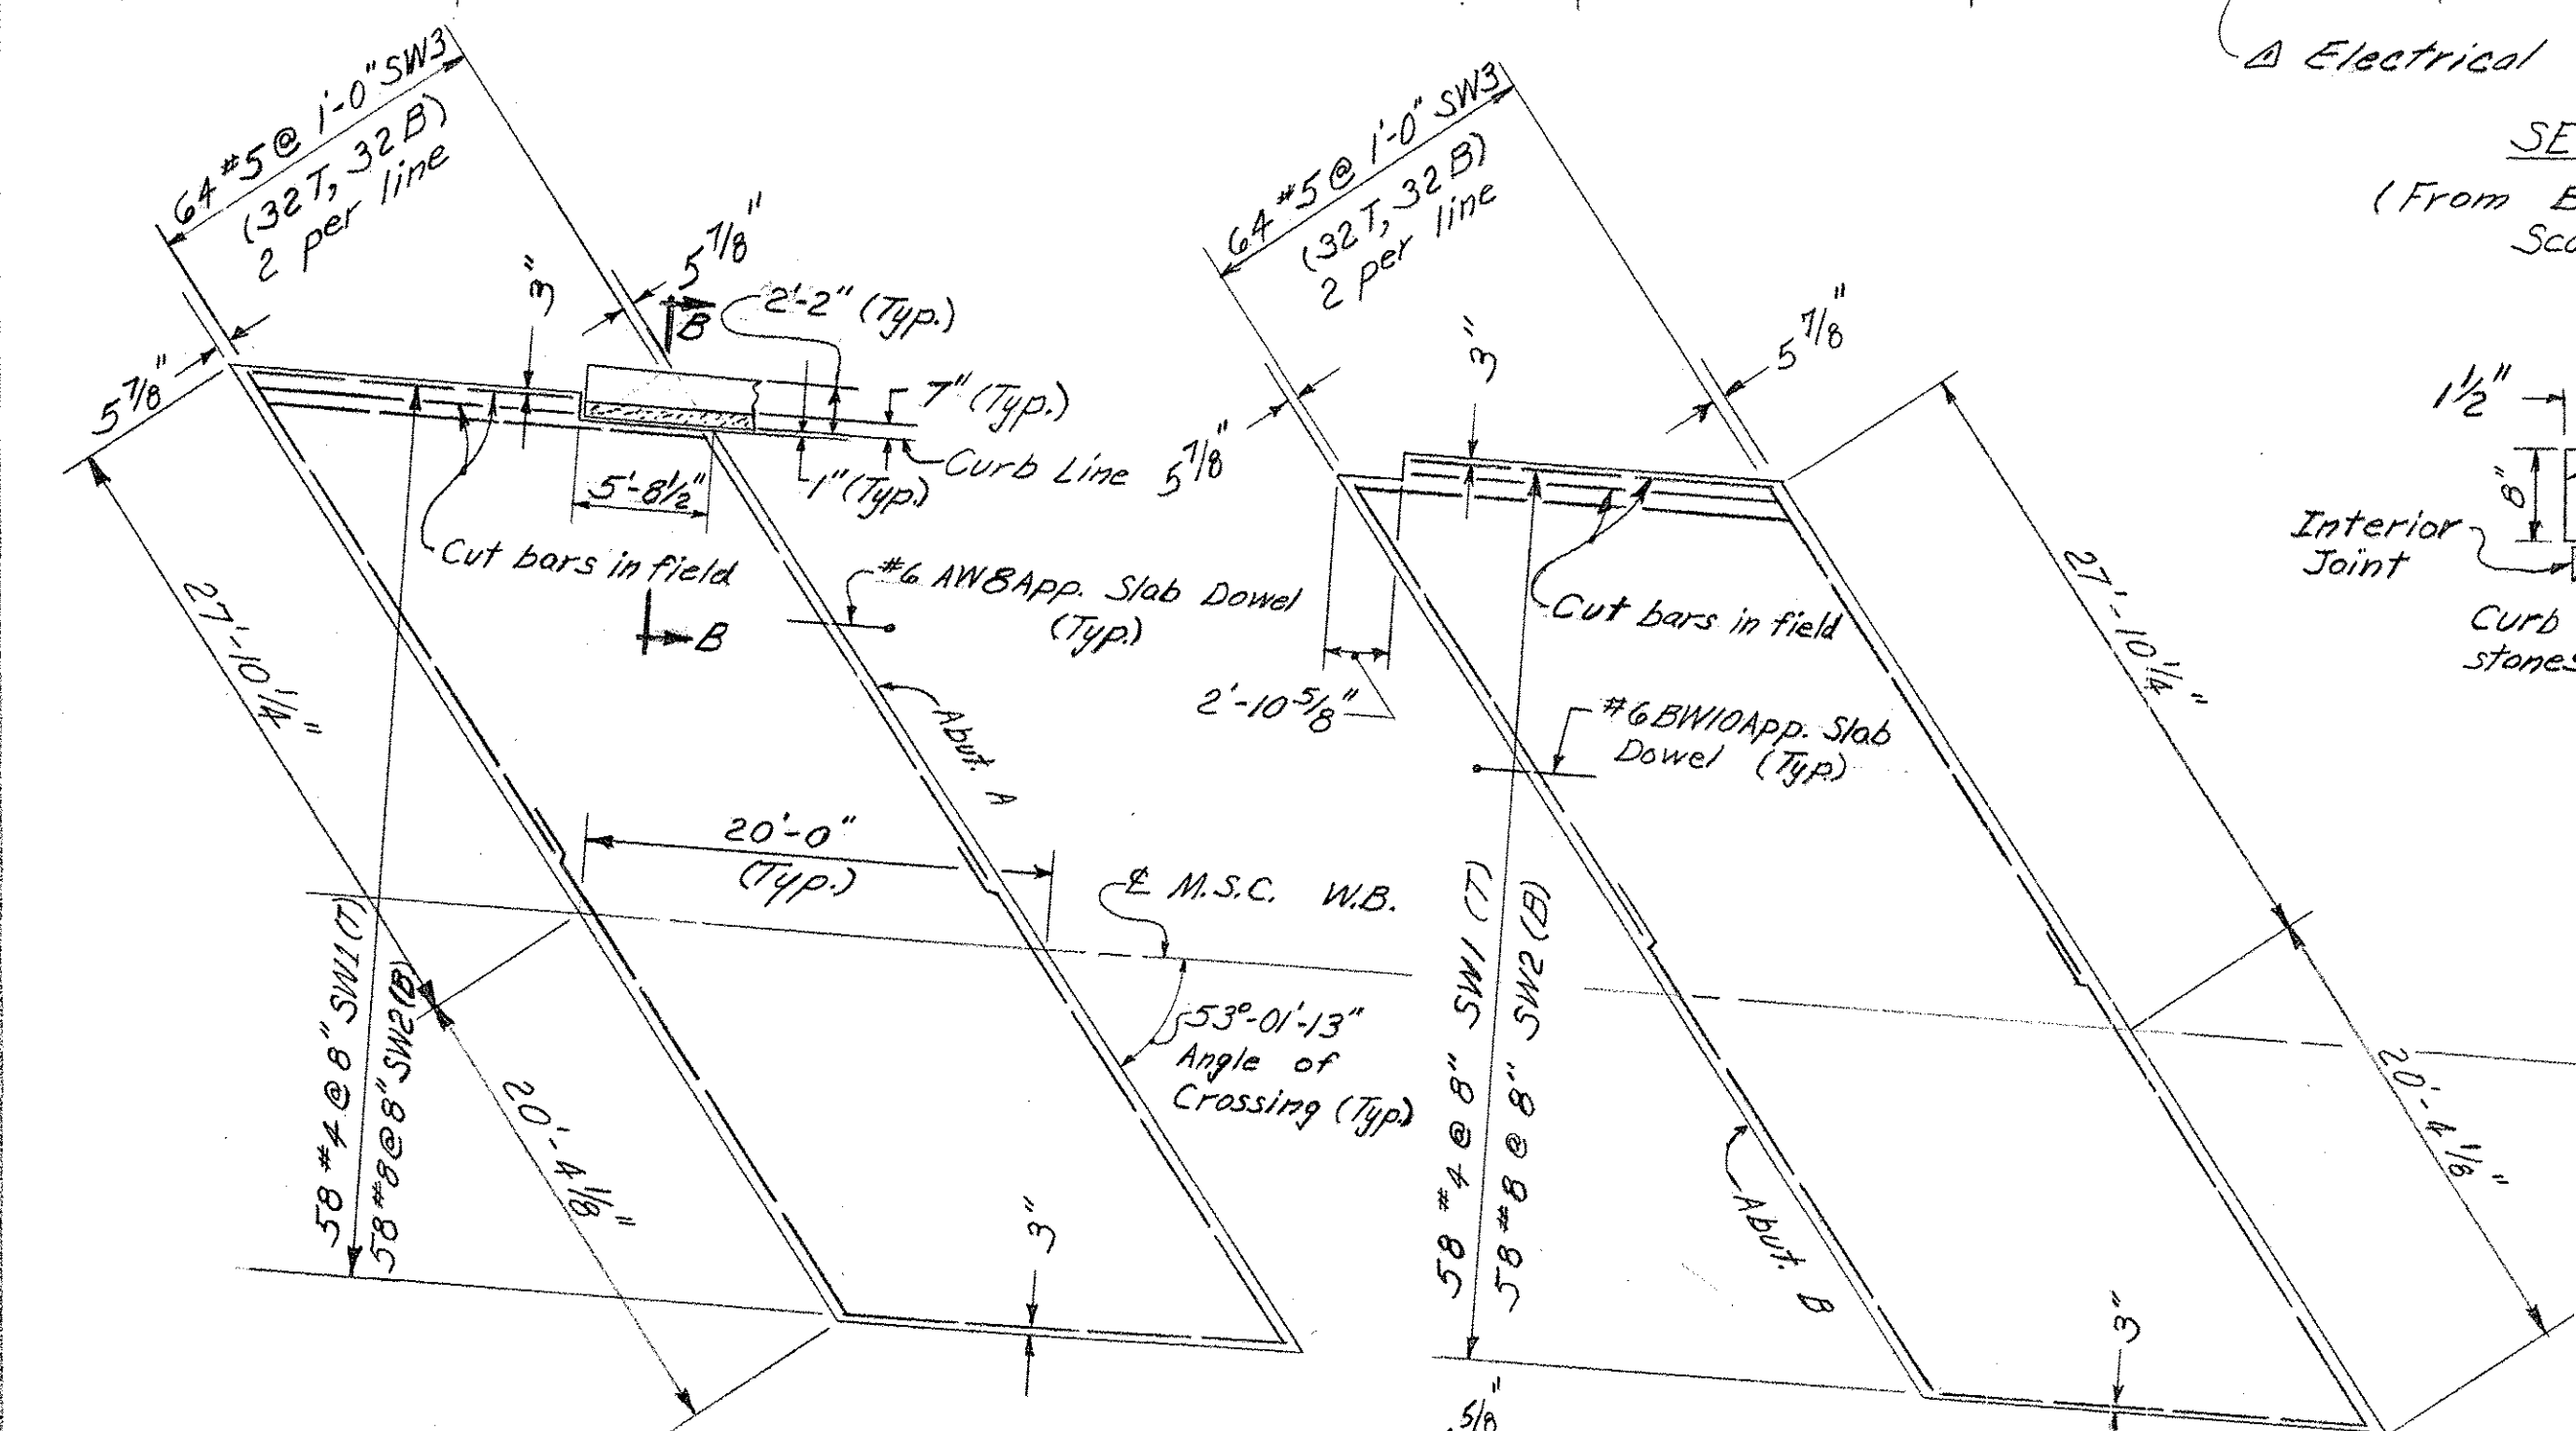 Δ Electrical
64 #5 @ 1'-0" SW3
(32T, 32B)
2 per line
5 7/8"
3"
5 7/8"
B
2'-2" (Typ.)
7" (Typ.)
Curb Line
1" (Typ.)
5'-8 1/2"
Cut bars in field
B
#6 AW8 App. Slab Dowel
(Typ.)
27'-10 1/4"
Abut. A
20'-0"
(Typ.)
℄ M.S.C. W.B.
53°-01'-13"
Angle of
Crossing (Typ.)
58 #4 @ 8" SW1 (T)
58 #8 @ 8" SW2 (B)
20'-4 1/8"
3"
64 #5 @ 1'-0" SW3
(32T, 32B)
2 per line
5 7/8"
3"
5 7/8"
Cut bars in field
2'-10 5/8"
#6 BW10 App. Slab
Dowel (Typ.)
27'-10 1/4"
58 #4 @ 8" SW1 (T)
58 #8 @ 8" SW2 (B)
Abut. B
20'-4 1/8"
3"
5/8"
(From
1 1/2"
8"
Interior
Joint
Curb
stones